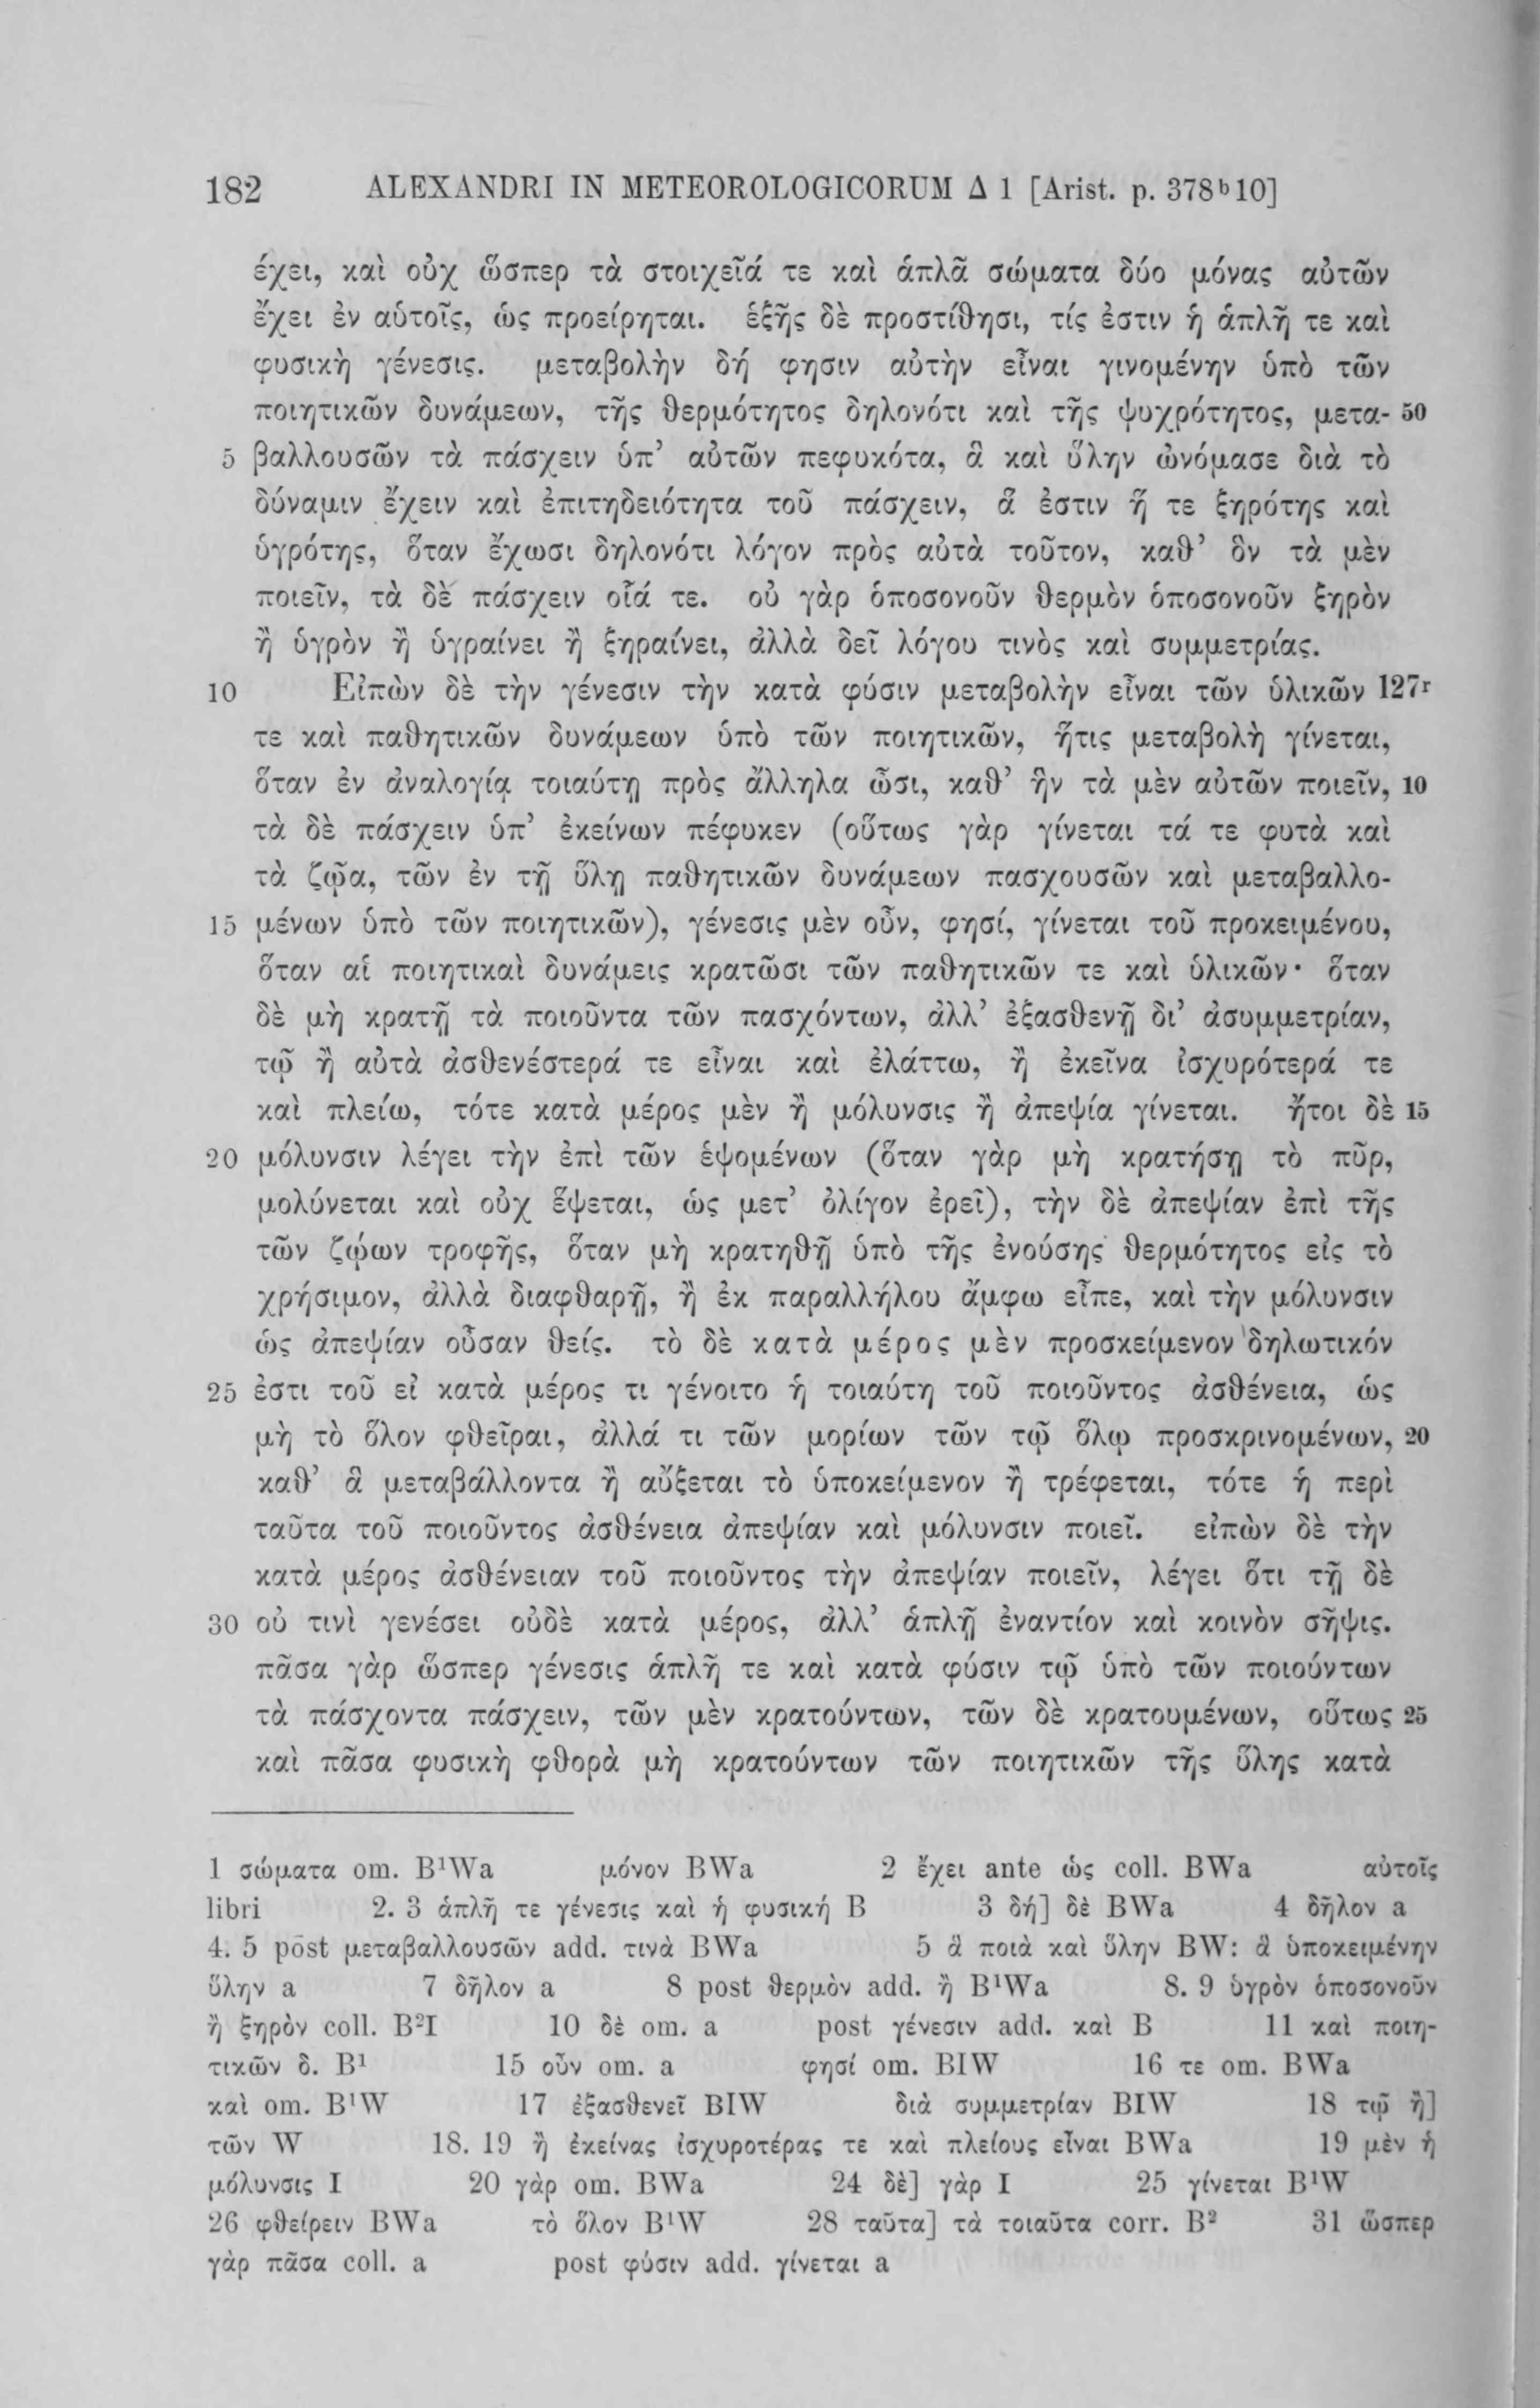 182 ALEXANDRI IN METEOROLOGICORUM Δ 1 [Arist. p. 378ᵇ10]
ἐχει, καὶ οὐχ ὥσπερ τὰ στοιχεῖά τε καὶ ἁπλᾶ σώματα δύο μόνας αὐτῶν
ἔχει ἐν αὑτοῖς, ὡς προείρηται. ἑξῆς δὲ προστίθησι, τίς ἐστιν ἡ ἁπλῆ τε καὶ
φυσικὴ γένεσις. μεταβολὴν δή φησιν αὐτὴν εἶναι γινομένην ὑπὸ τῶν
ποιητικῶν δυνάμεων, τῆς θερμότητος δηλονότι καὶ τῆς ψυχρότητος, μετα- 50
5 βαλλουσῶν τὰ πάσχειν ὑπ’ αὐτῶν πεφυκότα, ἃ καὶ ὕλην ὠνόμασε διὰ τὸ
δύναμιν ἔχειν καὶ ἐπιτηδειότητα τοῦ πάσχειν, ἅ ἐστιν ἥ τε ξηρότης καὶ
ὑγρότης, ὅταν ἔχωσι δηλονότι λόγον πρὸς αὐτὰ τοῦτον, καθ’ ὃν τὰ μὲν
ποιεῖν, τὰ δὲ πάσχειν οἷά τε. οὐ γὰρ ὁποσονοῦν θερμὸν ὁποσονοῦν ξηρὸν
ἢ ὑγρὸν ἢ ὑγραίνει ἢ ξηραίνει, ἀλλὰ δεῖ λόγου τινὸς καὶ συμμετρίας.
10 Εἰπὼν δὲ τὴν γένεσιν τὴν κατὰ φύσιν μεταβολὴν εἶναι τῶν ὑλικῶν 127ʳ
τε καὶ παθητικῶν δυνάμεων ὑπὸ τῶν ποιητικῶν, ἥτις μεταβολὴ γίνεται,
ὅταν ἐν ἀναλογίᾳ τοιαύτῃ πρὸς ἄλληλα ὦσι, καθ’ ἣν τὰ μὲν αὐτῶν ποιεῖν, 10
τὰ δὲ πάσχειν ὑπ’ ἐκείνων πέφυκεν (οὕτως γὰρ γίνεται τά τε φυτὰ καὶ
τὰ ζῷα, τῶν ἐν τῇ ὕλῃ παθητικῶν δυνάμεων πασχουσῶν καὶ μεταβαλλο-
15 μένων ὑπὸ τῶν ποιητικῶν), γένεσις μὲν οὖν, φησί, γίνεται τοῦ προκειμένου,
ὅταν αἱ ποιητικαὶ δυνάμεις κρατῶσι τῶν παθητικῶν τε καὶ ὑλικῶν· ὅταν
δὲ μὴ κρατῇ τὰ ποιοῦντα τῶν πασχόντων, ἀλλ’ ἐξασθενῇ δι’ ἀσυμμετρίαν,
τῷ ἢ αὐτὰ ἀσθενέστερά τε εἶναι καὶ ἐλάττω, ἢ ἐκεῖνα ἰσχυρότερά τε
καὶ πλείω, τότε κατὰ μέρος μὲν ἢ μόλυνσις ἢ ἀπεψία γίνεται. ἤτοι δὲ 15
20 μόλυνσιν λέγει τὴν ἐπὶ τῶν ἑψομένων (ὅταν γὰρ μὴ κρατήσῃ τὸ πῦρ,
μολύνεται καὶ οὐχ ἕψεται, ὡς μετ’ ὀλίγον ἐρεῖ), τὴν δὲ ἀπεψίαν ἐπὶ τῆς
τῶν ζῴων τροφῆς, ὅταν μὴ κρατηθῇ ὑπὸ τῆς ἐνούσης θερμότητος εἰς τὸ
χρήσιμον, ἀλλὰ διαφθαρῇ, ἢ ἐκ παραλλήλου ἄμφω εἶπε, καὶ τὴν μόλυνσιν
ὡς ἀπεψίαν οὖσαν θείς. τὸ δὲ κατὰ μέρος μὲν προσκείμενον δηλωτικόν
25 ἐστι τοῦ εἰ κατὰ μέρος τι γένοιτο ἡ τοιαύτη τοῦ ποιοῦντος ἀσθένεια, ὡς
μὴ τὸ ὅλον φθεῖραι, ἀλλά τι τῶν μορίων τῶν τῷ ὅλῳ προσκρινομένων, 20
καθ’ ἃ μεταβάλλοντα ἢ αὔξεται τὸ ὑποκείμενον ἢ τρέφεται, τότε ἡ περὶ
ταῦτα τοῦ ποιοῦντος ἀσθένεια ἀπεψίαν καὶ μόλυνσιν ποιεῖ. εἰπὼν δὲ τὴν
κατὰ μέρος ἀσθένειαν τοῦ ποιοῦντος τὴν ἀπεψίαν ποιεῖν, λέγει ὅτι τῇ δὲ
30 οὐ τινὶ γενέσει οὐδὲ κατὰ μέρος, ἀλλ’ ἁπλῇ ἐναντίον καὶ κοινὸν σῆψις.
πᾶσα γὰρ ὥσπερ γένεσις ἁπλῆ τε καὶ κατὰ φύσιν τῷ ὑπὸ τῶν ποιούντων
τὰ πάσχοντα πάσχειν, τῶν μὲν κρατούντων, τῶν δὲ κρατουμένων, οὕτως 25
καὶ πᾶσα φυσικὴ φθορὰ μὴ κρατούντων τῶν ποιητικῶν τῆς ὕλης κατὰ
1 σώματα om. B¹Wa μόνον BWa 2 ἔχει ante ὡς coll. BWa αὐτοῖς
libri 2. 3 ἁπλῆ τε γένεσις καὶ ἡ φυσική B 3 δή] δὲ BWa 4 δῆλον a
4. 5 post μεταβαλλουσῶν add. τινὰ BWa 5 ἃ ποιὰ καὶ ὕλην BW: ἃ ὑποκειμένην
ὕλην a 7 δῆλον a 8 post θερμὸν add. ἢ B¹Wa 8. 9 ὑγρὸν ὁποσονοῦν
ἢ ξηρὸν coll. B²I 10 δὲ om. a post γένεσιν add. καὶ B 11 καὶ ποιη-
τικῶν δ. B¹ 15 οὖν om. a φησί om. BIW 16 τε om. BWa
καὶ om. B¹W 17 ἐξασθενεῖ BIW διὰ συμμετρίαν BIW 18 τῷ ἢ]
τῶν W 18. 19 ἢ ἐκείνας ἰσχυροτέρας τε καὶ πλείους εἶναι BWa 19 μὲν ἡ
μόλυνσις I 20 γὰρ om. BWa 24 δὲ] γὰρ I 25 γίνεται B¹W
26 φθείρειν BWa τὸ ὅλον B¹W 28 ταῦτα] τὰ τοιαῦτα corr. B² 31 ὥσπερ
γὰρ πᾶσα coll. a post φύσιν add. γίνεται a